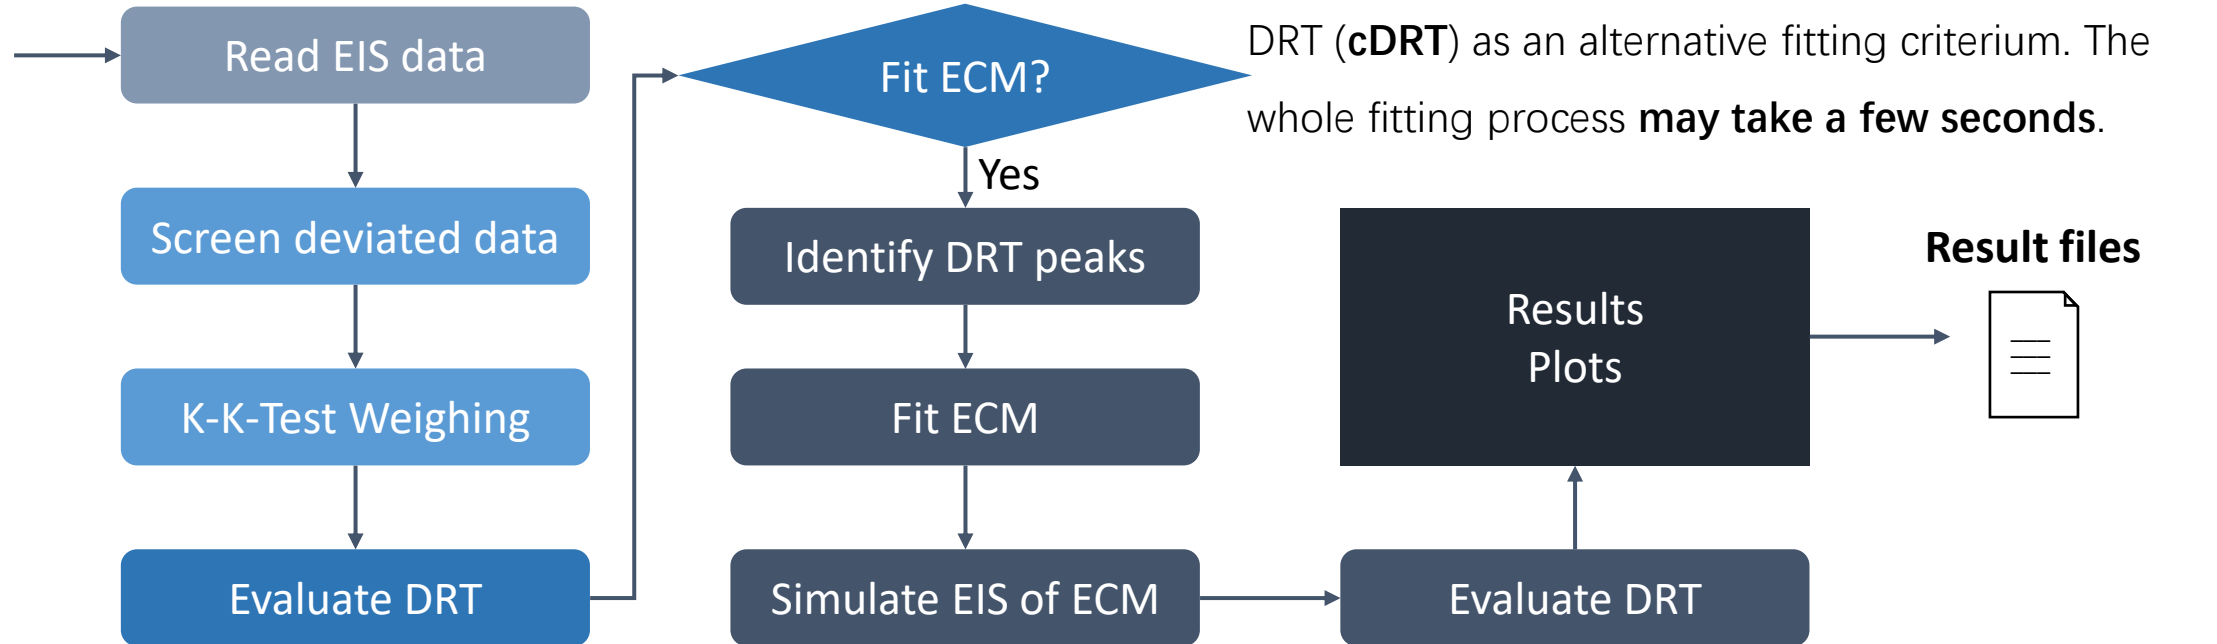 Read EIS data
Screen deviated data
K-K-Test Weighing
Evaluate DRT
Fit ECM?
Yes
Identify DRT peaks
Fit ECM
Simulate EIS of ECM
Evaluate DRT
Results
Plots
Result files
DRT (cDRT) as an alternative fitting criterium. The
whole fitting process may take a few seconds.